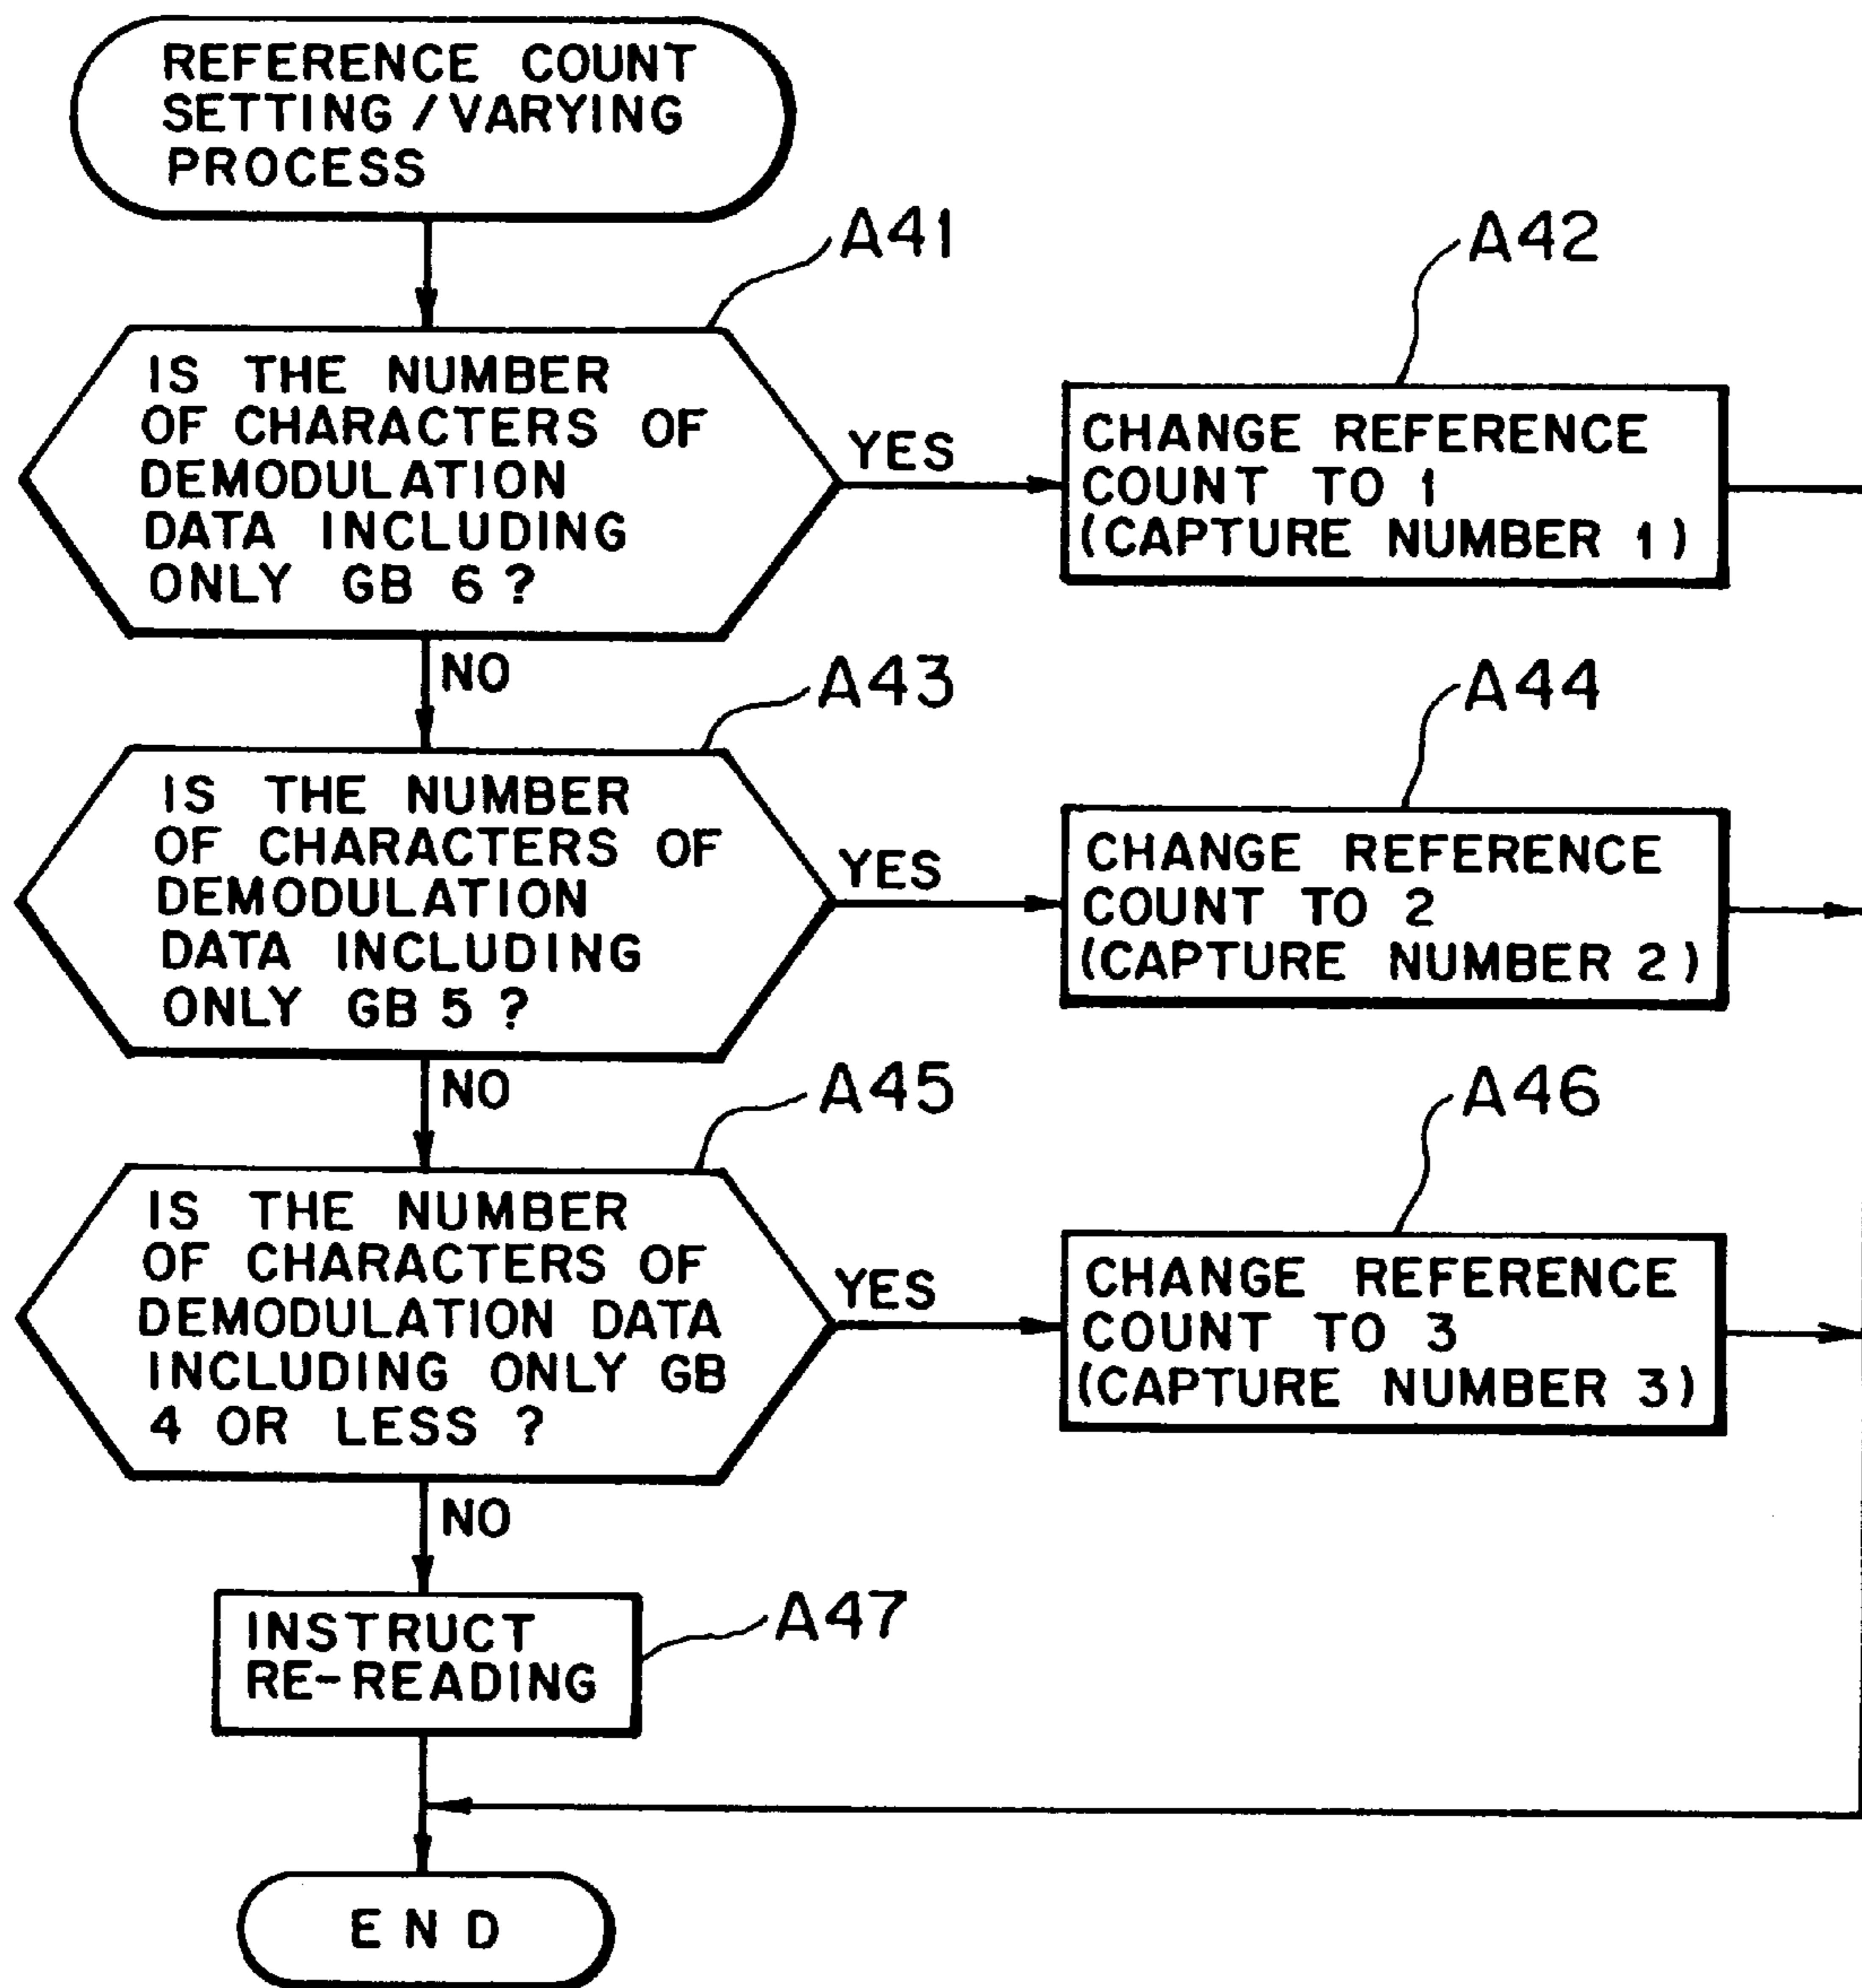 REFERENCE COUNT
SETTING/VARYING
PROCESS
A41
IS THE NUMBER
OF CHARACTERS OF
DEMODULATION
DATA INCLUDING
ONLY GB 6?
YES
A42
CHANGE REFERENCE
COUNT TO 1
(CAPTURE NUMBER 1)
NO
A43
IS THE NUMBER
OF CHARACTERS OF
DEMODULATION
DATA INCLUDING
ONLY GB 5?
YES
A44
CHANGE REFERENCE
COUNT TO 2
(CAPTURE NUMBER 2)
NO
A45
IS THE NUMBER
OF CHARACTERS OF
DEMODULATION DATA
INCLUDING ONLY GB
4 OR LESS ?
YES
A46
CHANGE REFERENCE
COUNT TO 3
(CAPTURE NUMBER 3)
NO
A47
INSTRUCT
RE-READING
END